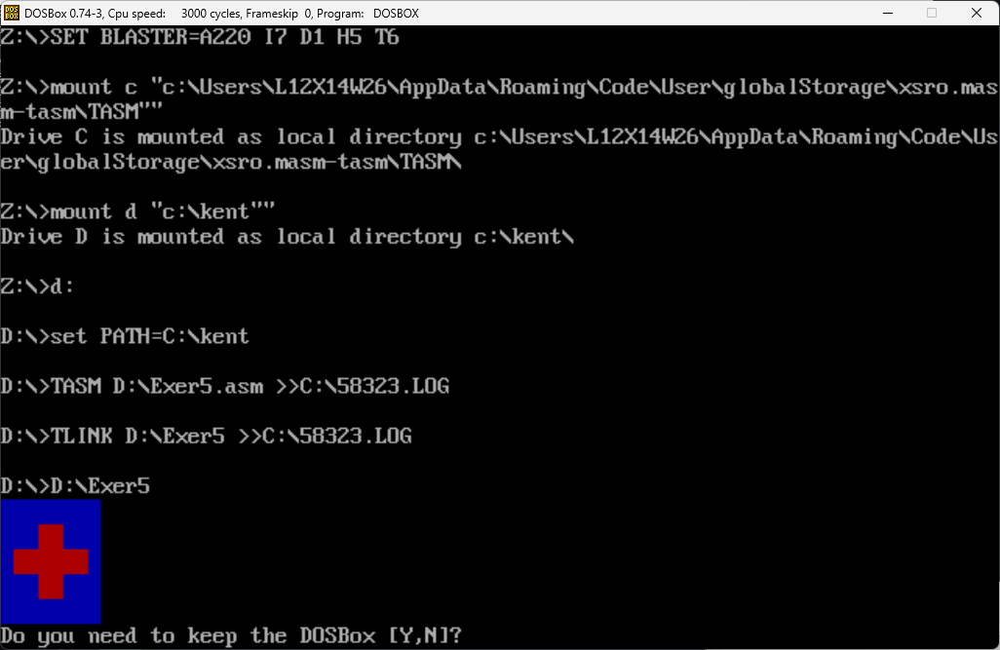 DOSBox 0.74-3, Cpu speed:    3000 cycles, Frameskip  0, Program:   DOSBOX
Z:\>SET BLASTER=A220 I7 D1 H5 T6
Z:\>mount c "c:\Users\L12X14W26\AppData\Roaming\Code\User\globalStorage\xsro.mas
m-tasm\TASM""
Drive C is mounted as local directory c:\Users\L12X14W26\AppData\Roaming\Code\Us
er\globalStorage\xsro.masm-tasm\TASM\
Z:\>mount d "c:\kent""
Drive D is mounted as local directory c:\kent\
Z:\>d:
D:\>set PATH=C:\kent
D:\>TASM D:\Exer5.asm >>C:\58323.LOG
D:\>TLINK D:\Exer5 >>C:\58323.LOG
D:\>D:\Exer5
Do you need to keep the DOSBox [Y,N]?